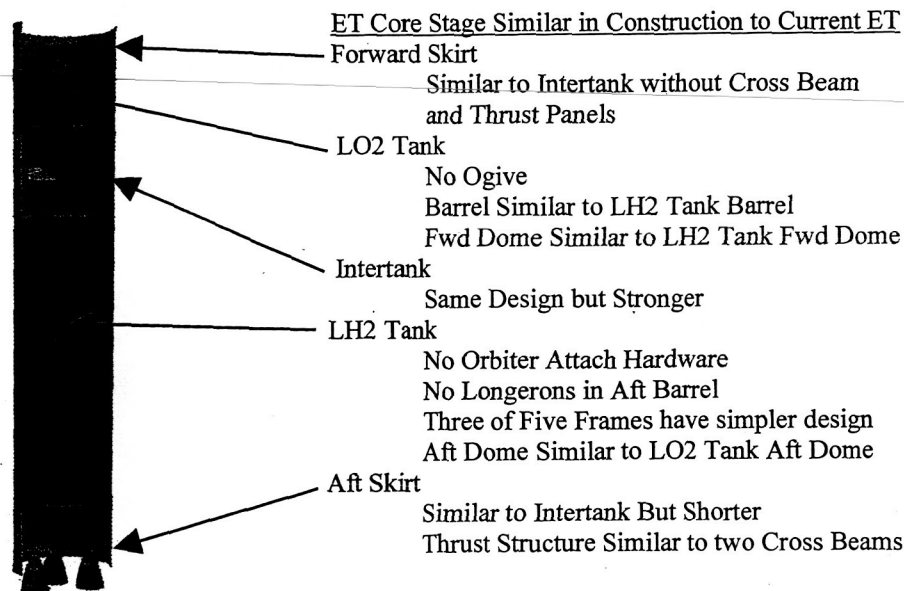 ET Core Stage Similar in Construction to Current ET
Forward Skirt
Similar to Intertank without Cross Beam
and Thrust Panels
LO2 Tank
No Ogive
Barrel Similar to LH2 Tank Barrel
Fwd Dome Similar to LH2 Tank Fwd Dome
Intertank
Same Design but Stronger
LH2 Tank
No Orbiter Attach Hardware
No Longerons in Aft Barrel
Three of Five Frames have simpler design
Aft Dome Similar to LO2 Tank Aft Dome
Aft Skirt
Similar to Intertank But Shorter
Thrust Structure Similar to two Cross Beams